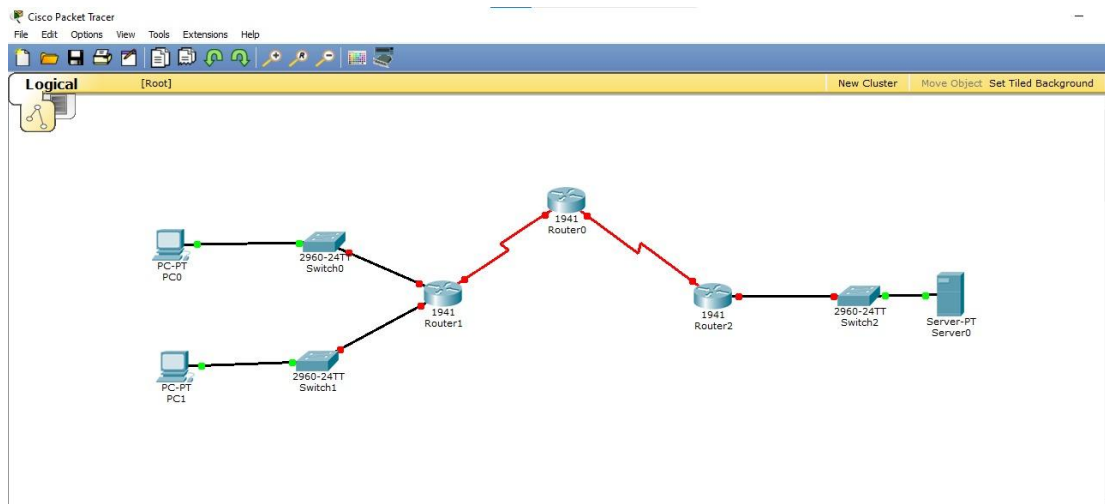 Cisco Packet Tracer
File Edit Options View Tools Extensions Help
Logical [Root] New Cluster Move Object Set Tiled Background
1941
Router0
PC-PT
PC0
2960-24TT
Switch0
1941
Router1
1941
Router2
2960-24TT
Switch2
Server-PT
Server0
PC-PT
PC1
2960-24TT
Switch1